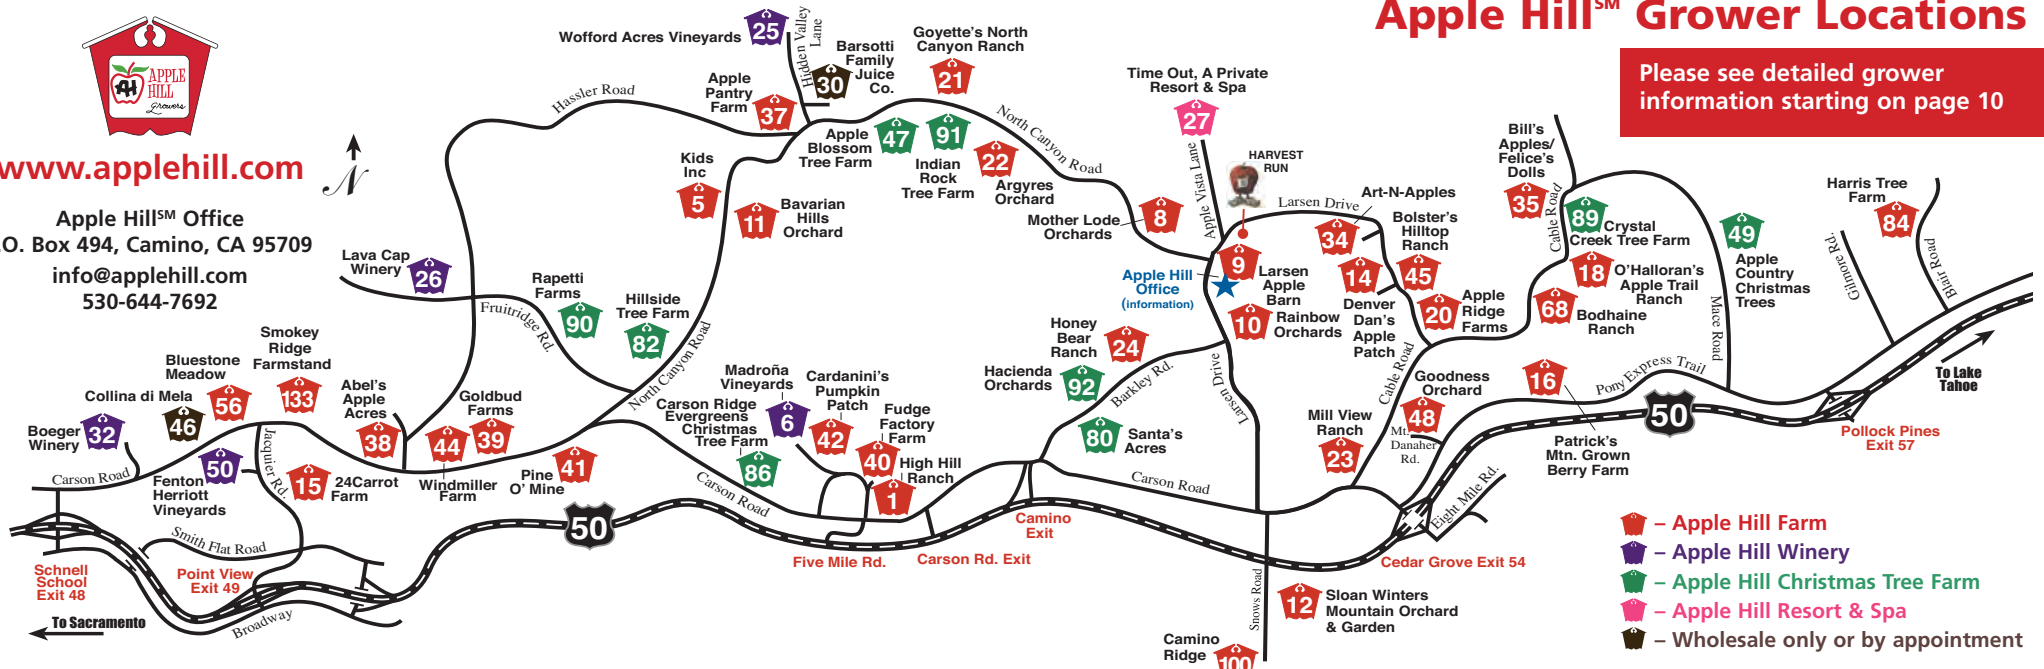 Apple Hill℠ Grower Locations
Please see detailed grower
information starting on page 10
APPLE
HILL
Growers
AH
www.applehill.com
Apple Hill℠ Office
.O. Box 494, Camino, CA 95709
info@applehill.com
530-644-7692
N
Wofford Acres Vineyards
25
Hidden Valley
Lane
Barsotti
Family
Juice
Co.
30
Goyette's North
Canyon Ranch
21
Apple
Pantry
Farm
37
Hassler Road
Apple
Blossom
Tree Farm
47
91
Indian
Rock
Tree Farm
22
Argyres
Orchard
North Canyon Road
Time Out, A Private
Resort & Spa
27
Apple Vista Lane
HARVEST
RUN
Kids
Inc
5
11
Bavarian
Hills
Orchard
Mother Lode
Orchards
8
Larsen Drive
Art-N-Apples
34
Bolster's
Hilltop
Ranch
45
14
Denver
Dan's
Apple
Patch
20
Apple
Ridge
Farms
Bill's
Apples/
Felice's
Dolls
35
Cable Road
89
Crystal
Creek Tree Farm
18
O'Halloran's
Apple Trail
Ranch
68
Bodhaine
Ranch
49
Apple
Country
Christmas
Trees
Mace Road
Harris Tree
Farm
84
Gilmore Rd.
Blair Road
Lava Cap
Winery
26
Fruitridge Rd.
Rapetti
Farms
90
Hillside
Tree Farm
82
North Canyon Road
Apple Hill
Office
(information)
9
Larsen
Apple
Barn
10
Rainbow
Orchards
Honey
Bear
Ranch
24
Hacienda
Orchards
92
Barkley Rd.
80
Santa's
Acres
Larsen Drive
Cable Road
Goodness
Orchard
48
Mt.
Danaher
Rd.
Mill View
Ranch
23
16
Patrick's
Mtn. Grown
Berry Farm
Pony Express Trail
50
To Lake
Tahoe
Pollock Pines
Exit 57
Smokey
Ridge
Farmstand
133
Bluestone
Meadow
56
Collina di Mela
46
Boeger
Winery
32
Carson Road
Fenton
Herriott
Vineyards
50
Jacquier Rd.
15
24Carrot
Farm
Abel's
Apple
Acres
38
44
Windmiller
Farm
Goldbud
Farms
39
Pine
O' Mine
41
Madroña
Vineyards
6
Carson Ridge
Evergreens
Christmas
Tree Farm
86
Cardanini's
Pumpkin
Patch
42
Fudge
Factory
Farm
40
High Hill
Ranch
1
Carson Road
Carson Road
50
Smith Flat Road
Schnell
School
Exit 48
Point View
Exit 49
To Sacramento
Broadway
Five Mile Rd.
Carson Rd. Exit
Camino
Exit
Cedar Grove Exit 54
Eight Mile Rd.
Snows Road
12
Sloan Winters
Mountain Orchard
& Garden
Camino
Ridge
100
– Apple Hill Farm
– Apple Hill Winery
– Apple Hill Christmas Tree Farm
– Apple Hill Resort & Spa
– Wholesale only or by appointment